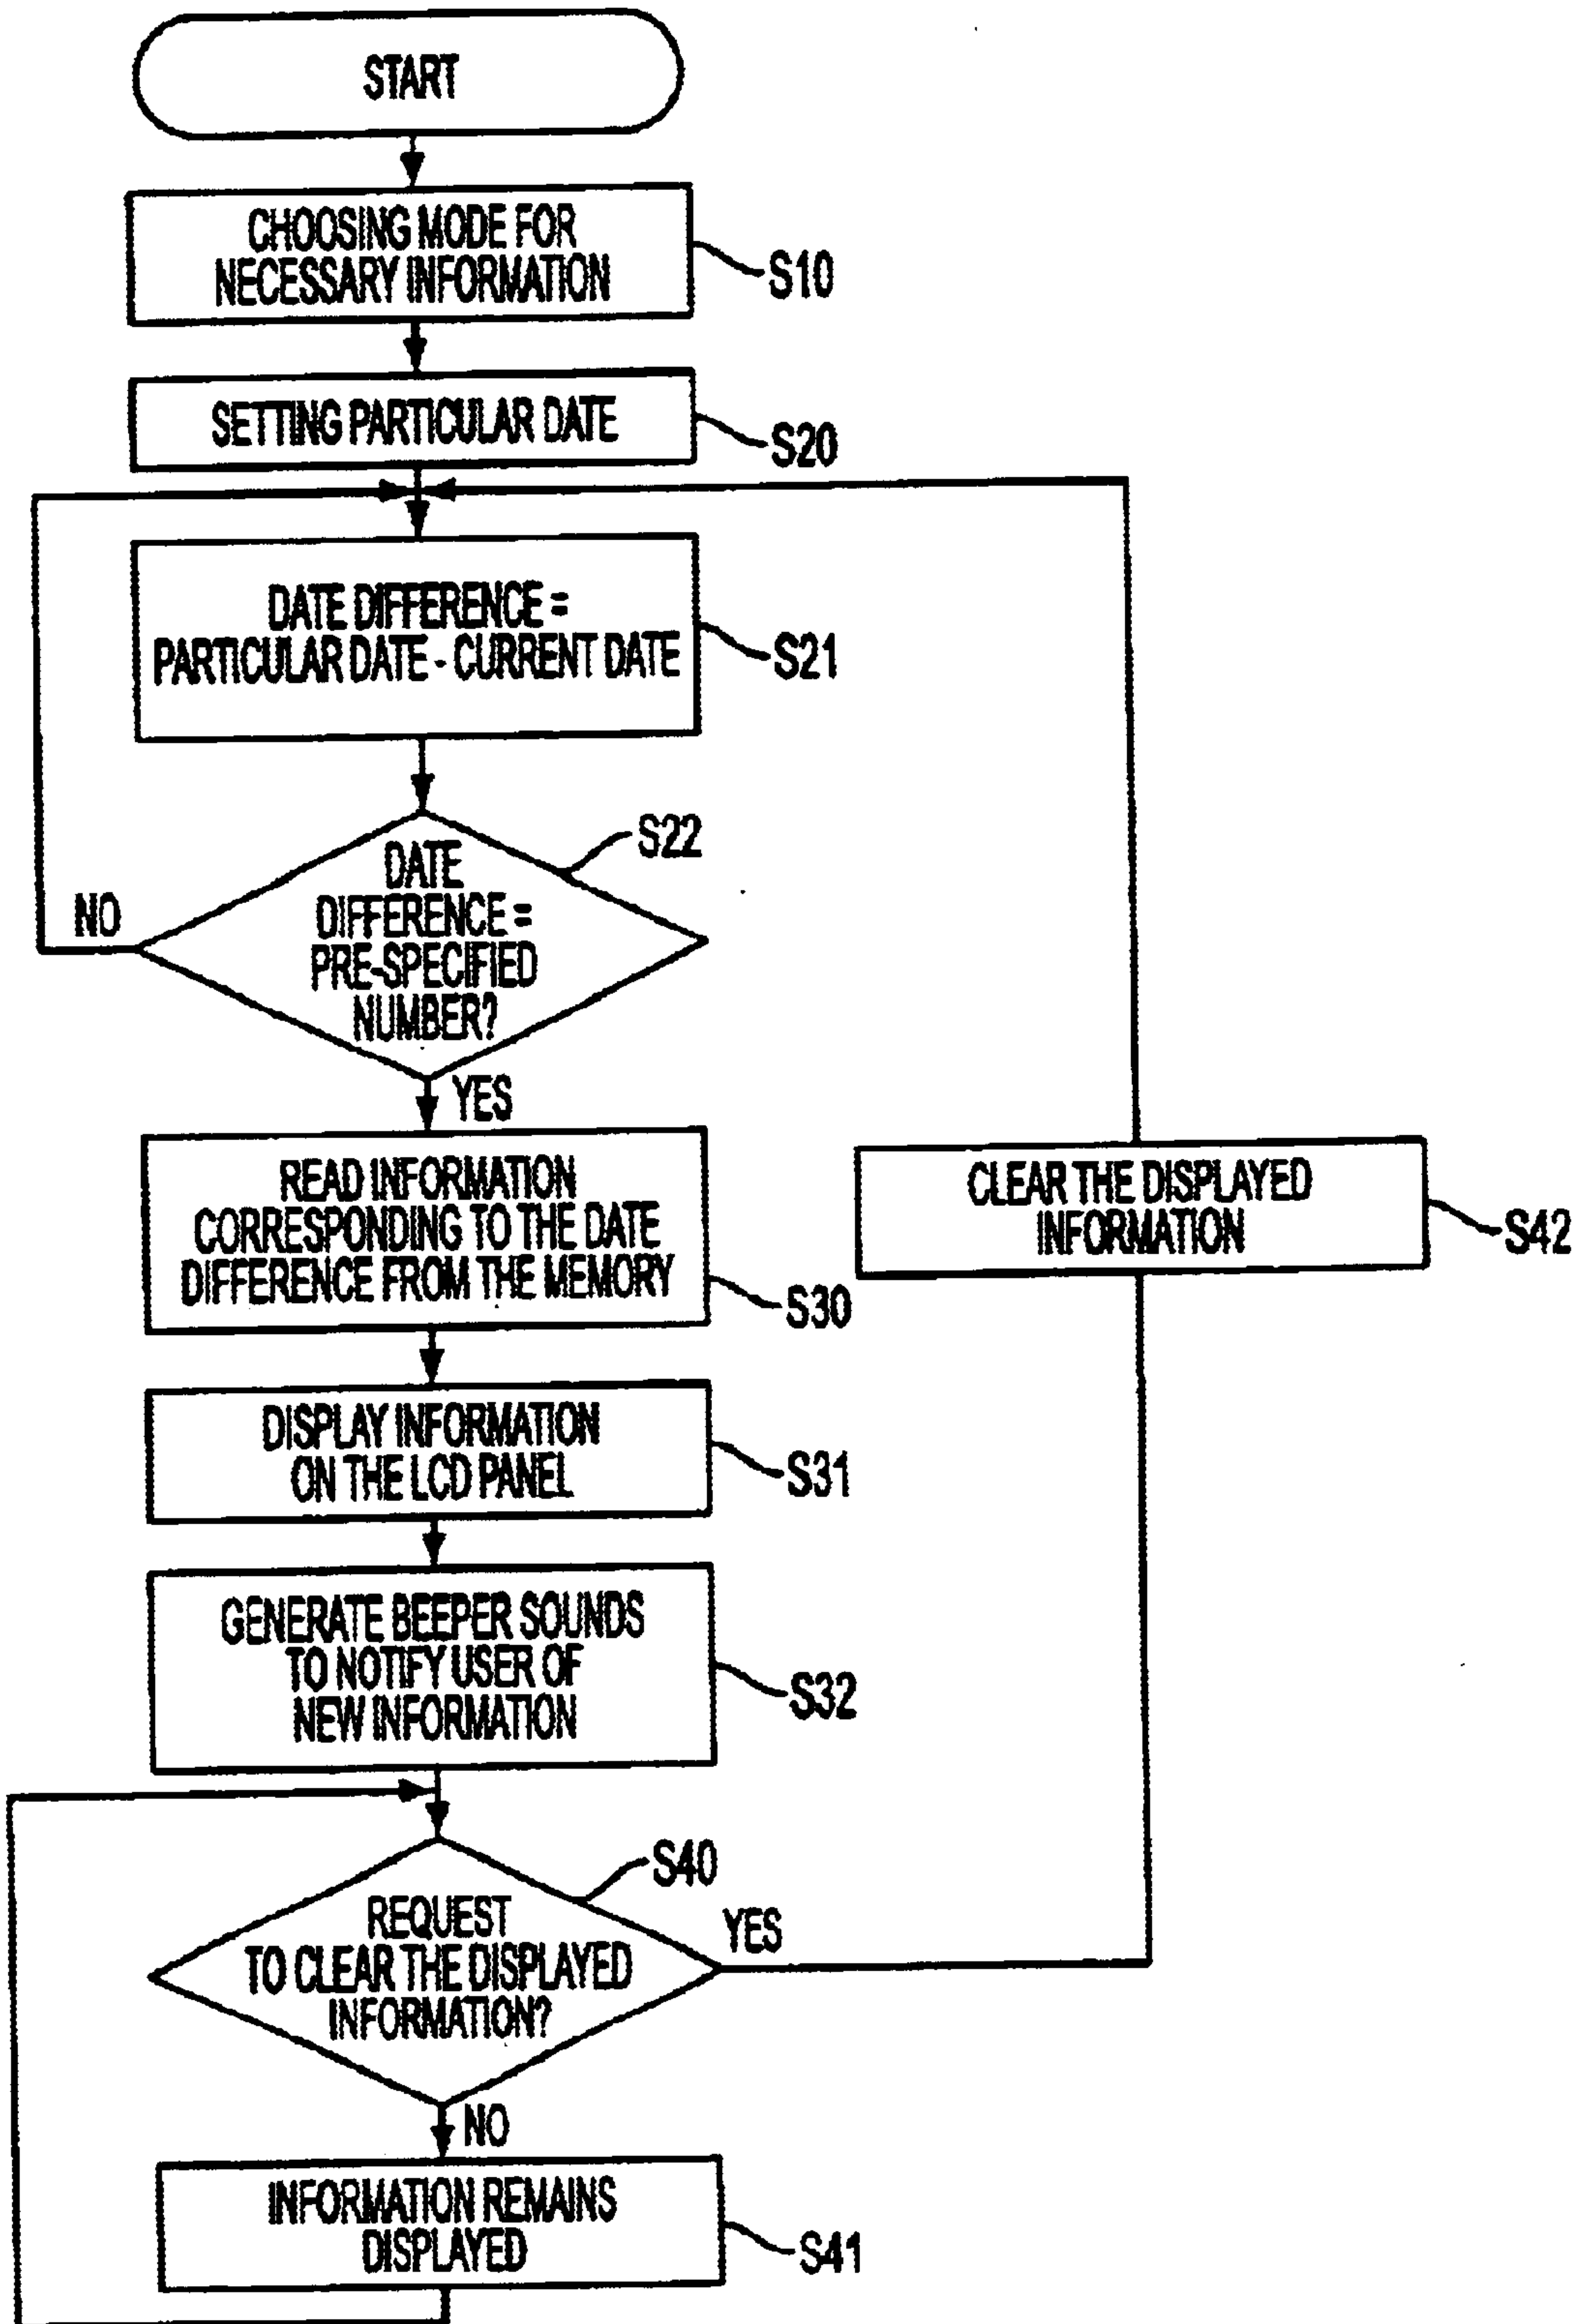 START
CHOOSING MODE FOR
NECESSARY INFORMATION
S10
SETTING PARTICULAR DATE
S20
DATE DIFFERENCE =
PARTICULAR DATE - CURRENT DATE
S21
S22
DATE
DIFFERENCE =
PRE-SPECIFIED
NUMBER?
NO
YES
READ INFORMATION
CORRESPONDING TO THE DATE
DIFFERENCE FROM THE MEMORY
S30
CLEAR THE DISPLAYED
INFORMATION
S42
DISPLAY INFORMATION
ON THE LCD PANEL
S31
GENERATE BEEPER SOUNDS
TO NOTIFY USER OF
NEW INFORMATION
S32
S40
REQUEST
TO CLEAR THE DISPLAYED
INFORMATION?
YES
NO
INFORMATION REMAINS
DISPLAYED
S41